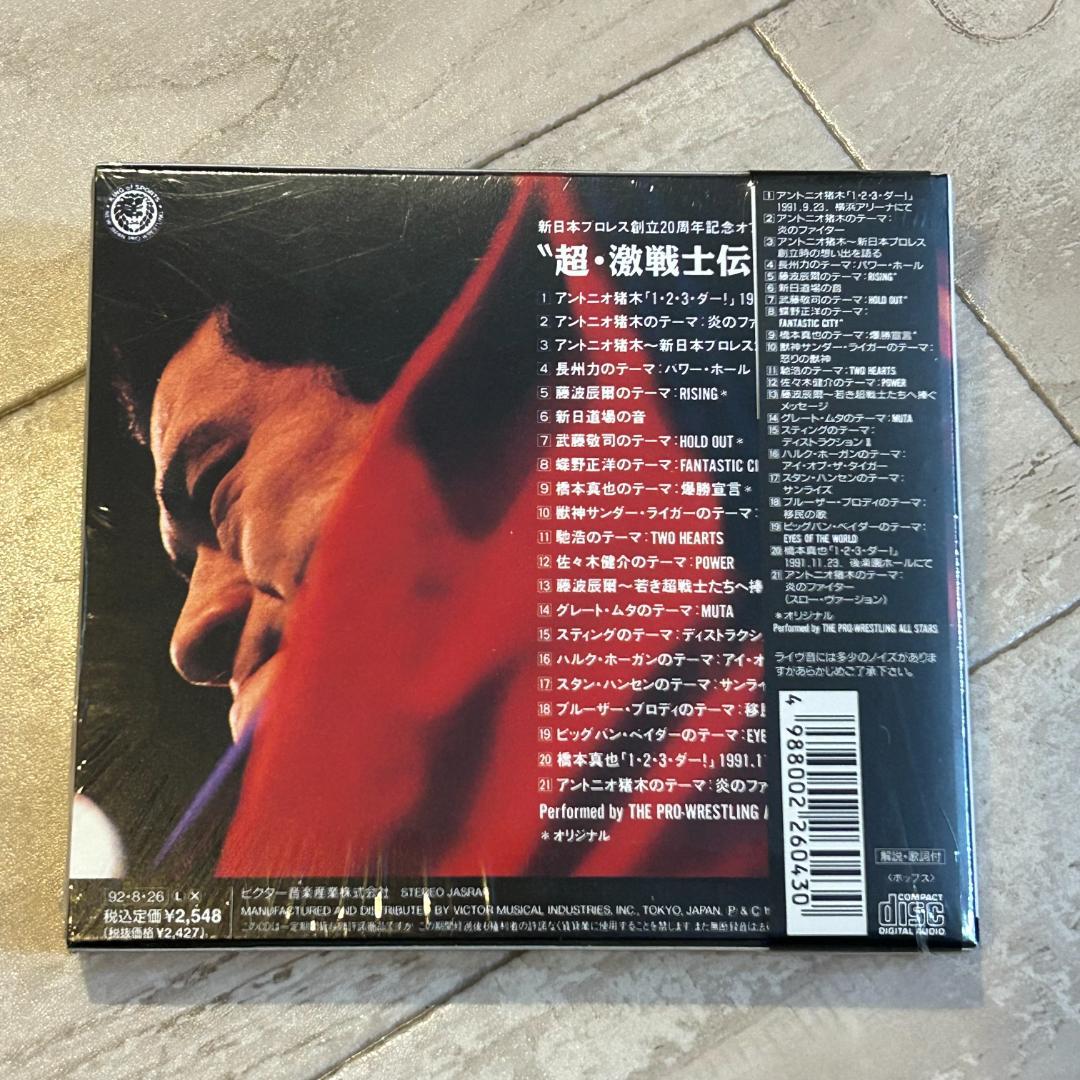 KING of SPORTS
新日本プロレス創立20周年記念オフ
〝超・激戦士伝
1 アントニオ猪木「1・2・3・ダー!」19
2 アントニオ猪木のテーマ:炎のファ
3 アントニオ猪木〜新日本プロレス
4 長州力のテーマ:パワー・ホール
5 藤波辰爾のテーマ:RISING*
6 新日道場の音
7 武藤敬司のテーマ:HOLD OUT*
8 蝶野正洋のテーマ:FANTASTIC CI
9 橋本真也のテーマ:爆勝宣言*
10 獣神サンダー・ライガーのテーマ:
11 馳浩のテーマ:TWO HEARTS
12 佐々木健介のテーマ:POWER
13 藤波辰爾〜若き超戦士たちへ捧
14 グレート・ムタのテーマ:MUTA
15 スティングのテーマ:ディストラクシ
16 ハルク・ホーガンのテーマ:アイ・オ
17 スタン・ハンセンのテーマ:サンライ
18 ブルーザー・ブロディのテーマ:移民
19 ビッグバン・ベイダーのテーマ:EYE
20 橋本真也「1・2・3・ダー!」1991.1
21 アントニオ猪木のテーマ:炎のファ
Performed by THE PRO-WRESTLING A
*オリジナル
1 アントニオ猪木「1・2・3・ダー!」
1991.9.23. 横浜アリーナにて
2 アントニオ猪木のテーマ:
炎のファイター
3 アントニオ猪木〜新日本プロレス
創立時の想い出を語る
4 長州力のテーマ:パワー・ホール
5 藤波辰爾のテーマ:RISING*
6 新日道場の音
7 武藤敬司のテーマ:HOLD OUT*
8 蝶野正洋のテーマ:
FANTASTIC CITY*
9 橋本真也のテーマ:爆勝宣言*
10 獣神サンダー・ライガーのテーマ:
怒りの獣神
11 馳浩のテーマ:TWO HEARTS
12 佐々木健介のテーマ:POWER
13 藤波辰爾〜若き超戦士たちへ捧ぐ
メッセージ
14 グレート・ムタのテーマ:MUTA
15 スティングのテーマ:
ディストラクション II
16 ハルク・ホーガンのテーマ:
アイ・オブ・ザ・タイガー
17 スタン・ハンセンのテーマ:
サンライズ
18 ブルーザー・ブロディのテーマ:
移民の歌
19 ビッグバン・ベイダーのテーマ:
EYES OF THE WORLD
20 橋本真也「1・2・3・ダー!」
1991.11.23. 後楽園ホールにて
21 アントニオ猪木のテーマ:
炎のファイター
(スロー・ヴァージョン)
*オリジナル
Performed by THE PRO-WRESTLING ALL STARS
ライヴ音には多少のノイズがありま
すがあらかじめご了承下さい。
4 988002 260430
解説・歌詞付
〈ポップス〉
COMPACT
disc
DIGITAL AUDIO
92・8・26 L X
税込定価¥2,548
(税抜価格¥2,427)
ビクター音楽産業株式会社 STEREO JASRAC
MANUFACTURED AND DISTRIBUTED BY VICTOR MUSICAL INDUSTRIES, INC., TOKYO, JAPAN.